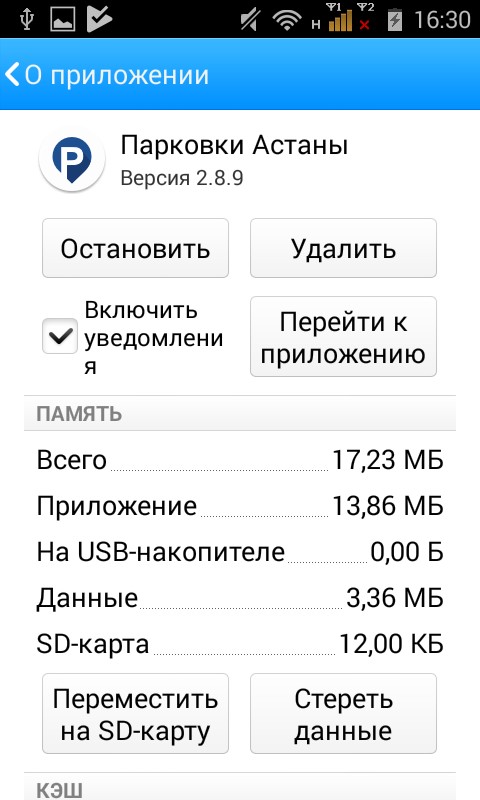 Н 1 2 16:30
О приложении
P
Парковки Астаны
Версия 2.8.9
Остановить Удалить
Включить
уведомлени
я
Перейти к
приложению
ПАМЯТЬ
Всего 17,23 МБ
Приложение 13,86 МБ
На USB-накопителе 0,00 Б
Данные 3,36 МБ
SD-карта 12,00 КБ
Переместить
на SD-карту
Стереть
данные
КЭШ